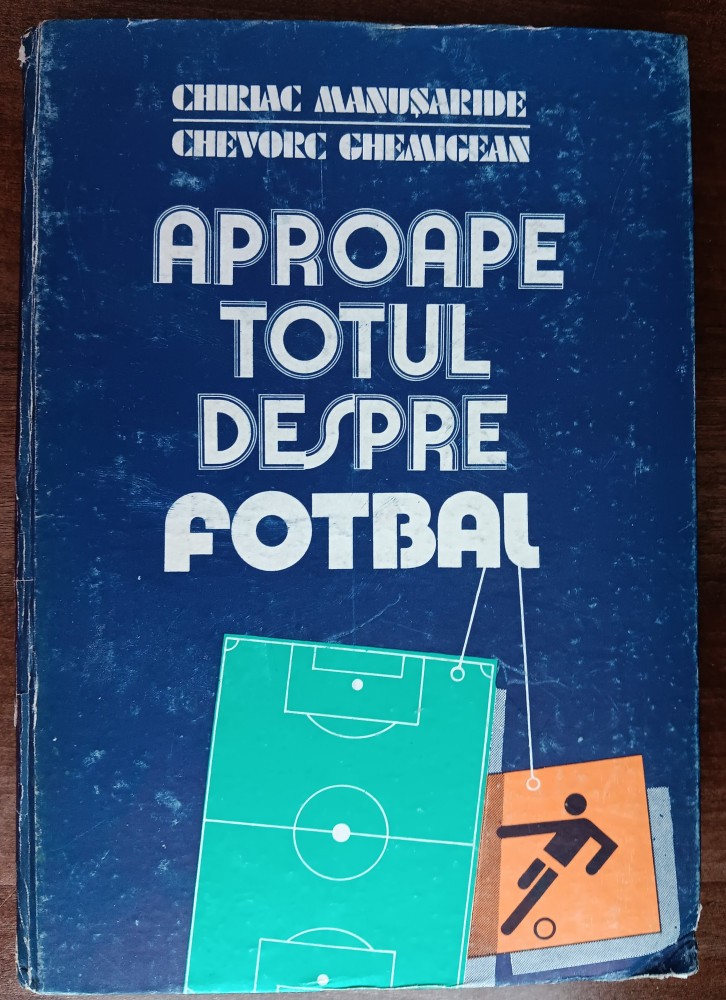 CHIRIAC MANUȘARIDE
CHEVORC GHEMIGEAN
APROAPE
TOTUL
DESPRE
FOTBAL